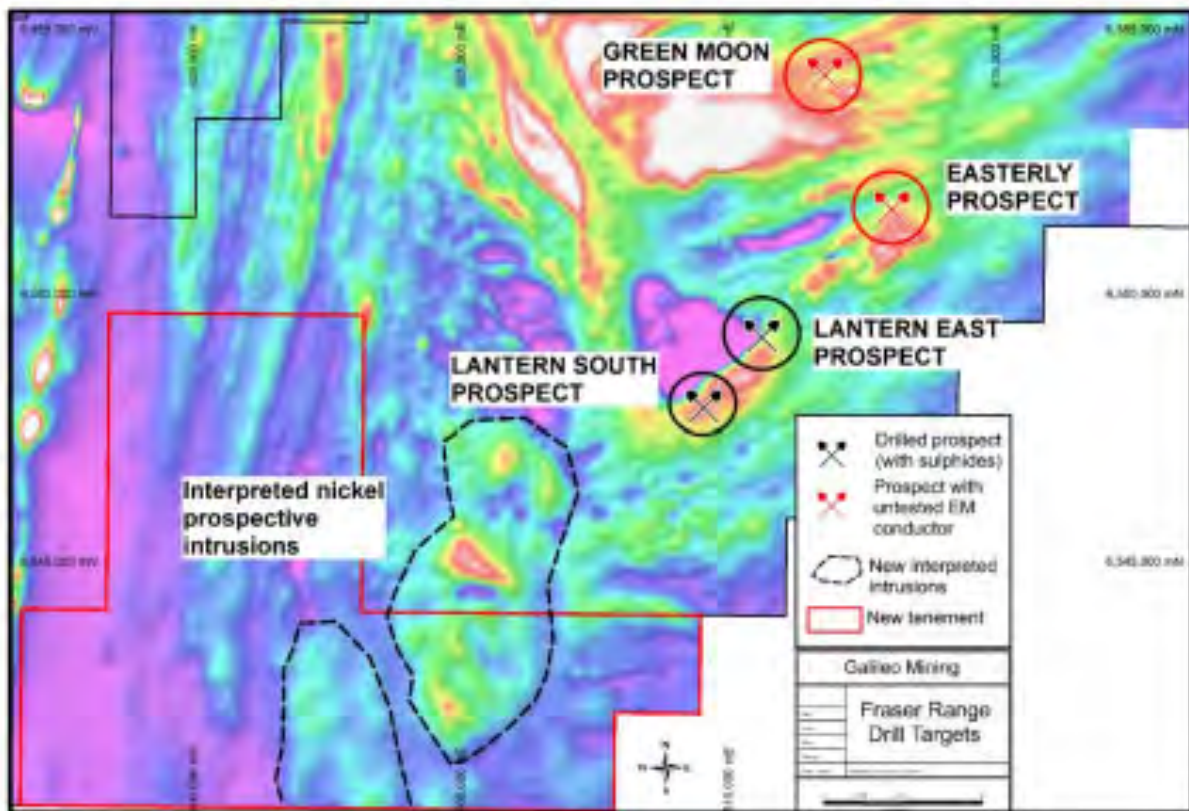 GREEN MOON
PROSPECT
EASTERLY
PROSPECT
LANTERN EAST
PROSPECT
LANTERN SOUTH
PROSPECT
Interpreted nickel
prospective
intrusions
Drilled prospect
(with sulphides)
Prospect with
untested EM
conductor
New interpreted
intrusions
New tenement
Galileo Mining
Fraser Range
Drill Targets